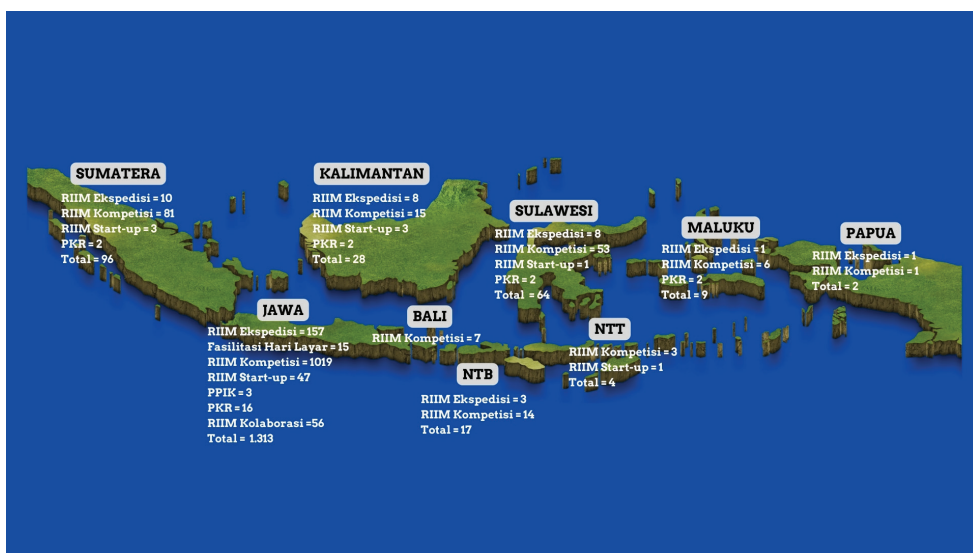 SUMATERA
RIIM Ekspedisi = 10
RIIM Kompetisi = 81
RIIM Start-up = 3
PKR = 2
Total = 96
KALIMANTAN
RIIM Ekspedisi = 8
RIIM Kompetisi = 15
RIIM Start-up = 3
PKR = 2
Total = 28
SULAWESI
RIIM Ekspedisi = 8
RIIM Kompetisi = 53
RIIM Start-up = 1
PKR = 2
Total = 64
MALUKU
RIIM Ekspedisi = 1
RIIM Kompetisi = 6
PKR = 2
Total = 9
PAPUA
RIIM Ekspedisi = 1
RIIM Kompetisi = 1
Total = 2
JAWA
RIIM Ekspedisi = 157
Fasilitasi Hari Layar = 15
RIIM Kompetisi = 1019
RIIM Start-up = 47
PPIK = 3
PKR = 16
RIIM Kolaborasi =56
Total = 1.313
BALI
RIIM Kompetisi = 7
NTB
RIIM Ekspedisi = 3
RIIM Kompetisi = 14
Total = 17
NTT
RIIM Kompetisi = 3
RIIM Start-up = 1
Total = 4